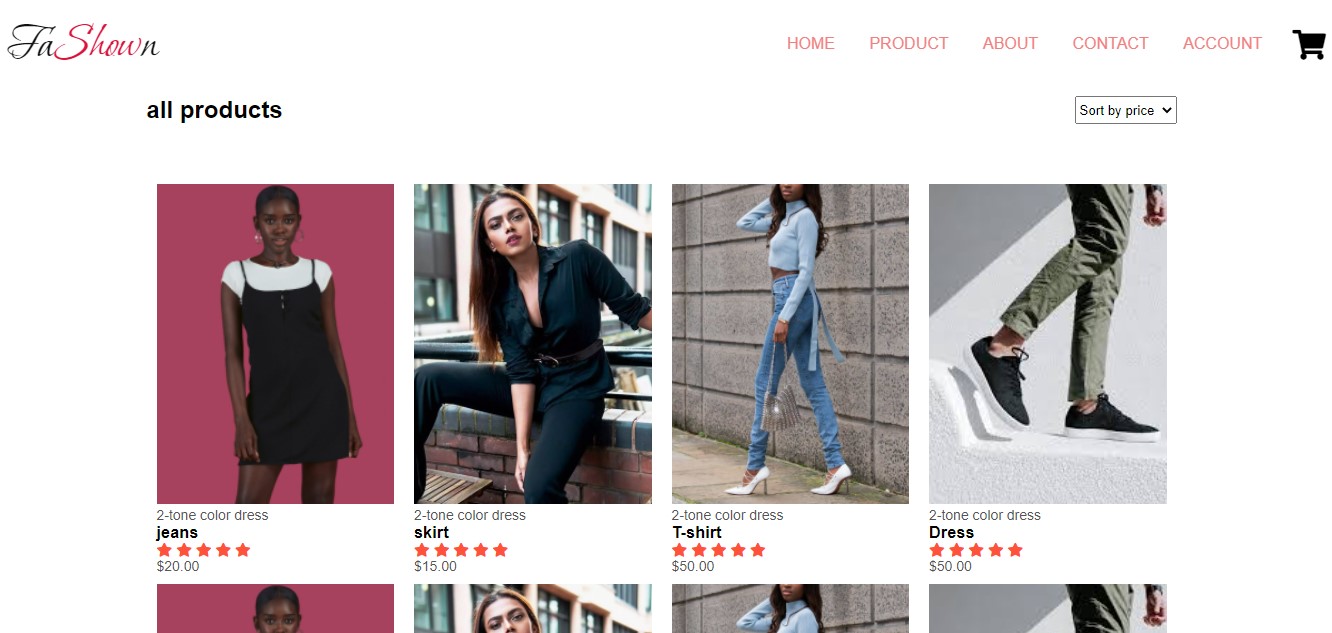 FaShown
HOME PRODUCT ABOUT CONTACT ACCOUNT
all products
Sort by price
2-tone color dress
jeans
$20.00
2-tone color dress
skirt
$15.00
2-tone color dress
T-shirt
$50.00
2-tone color dress
Dress
$50.00